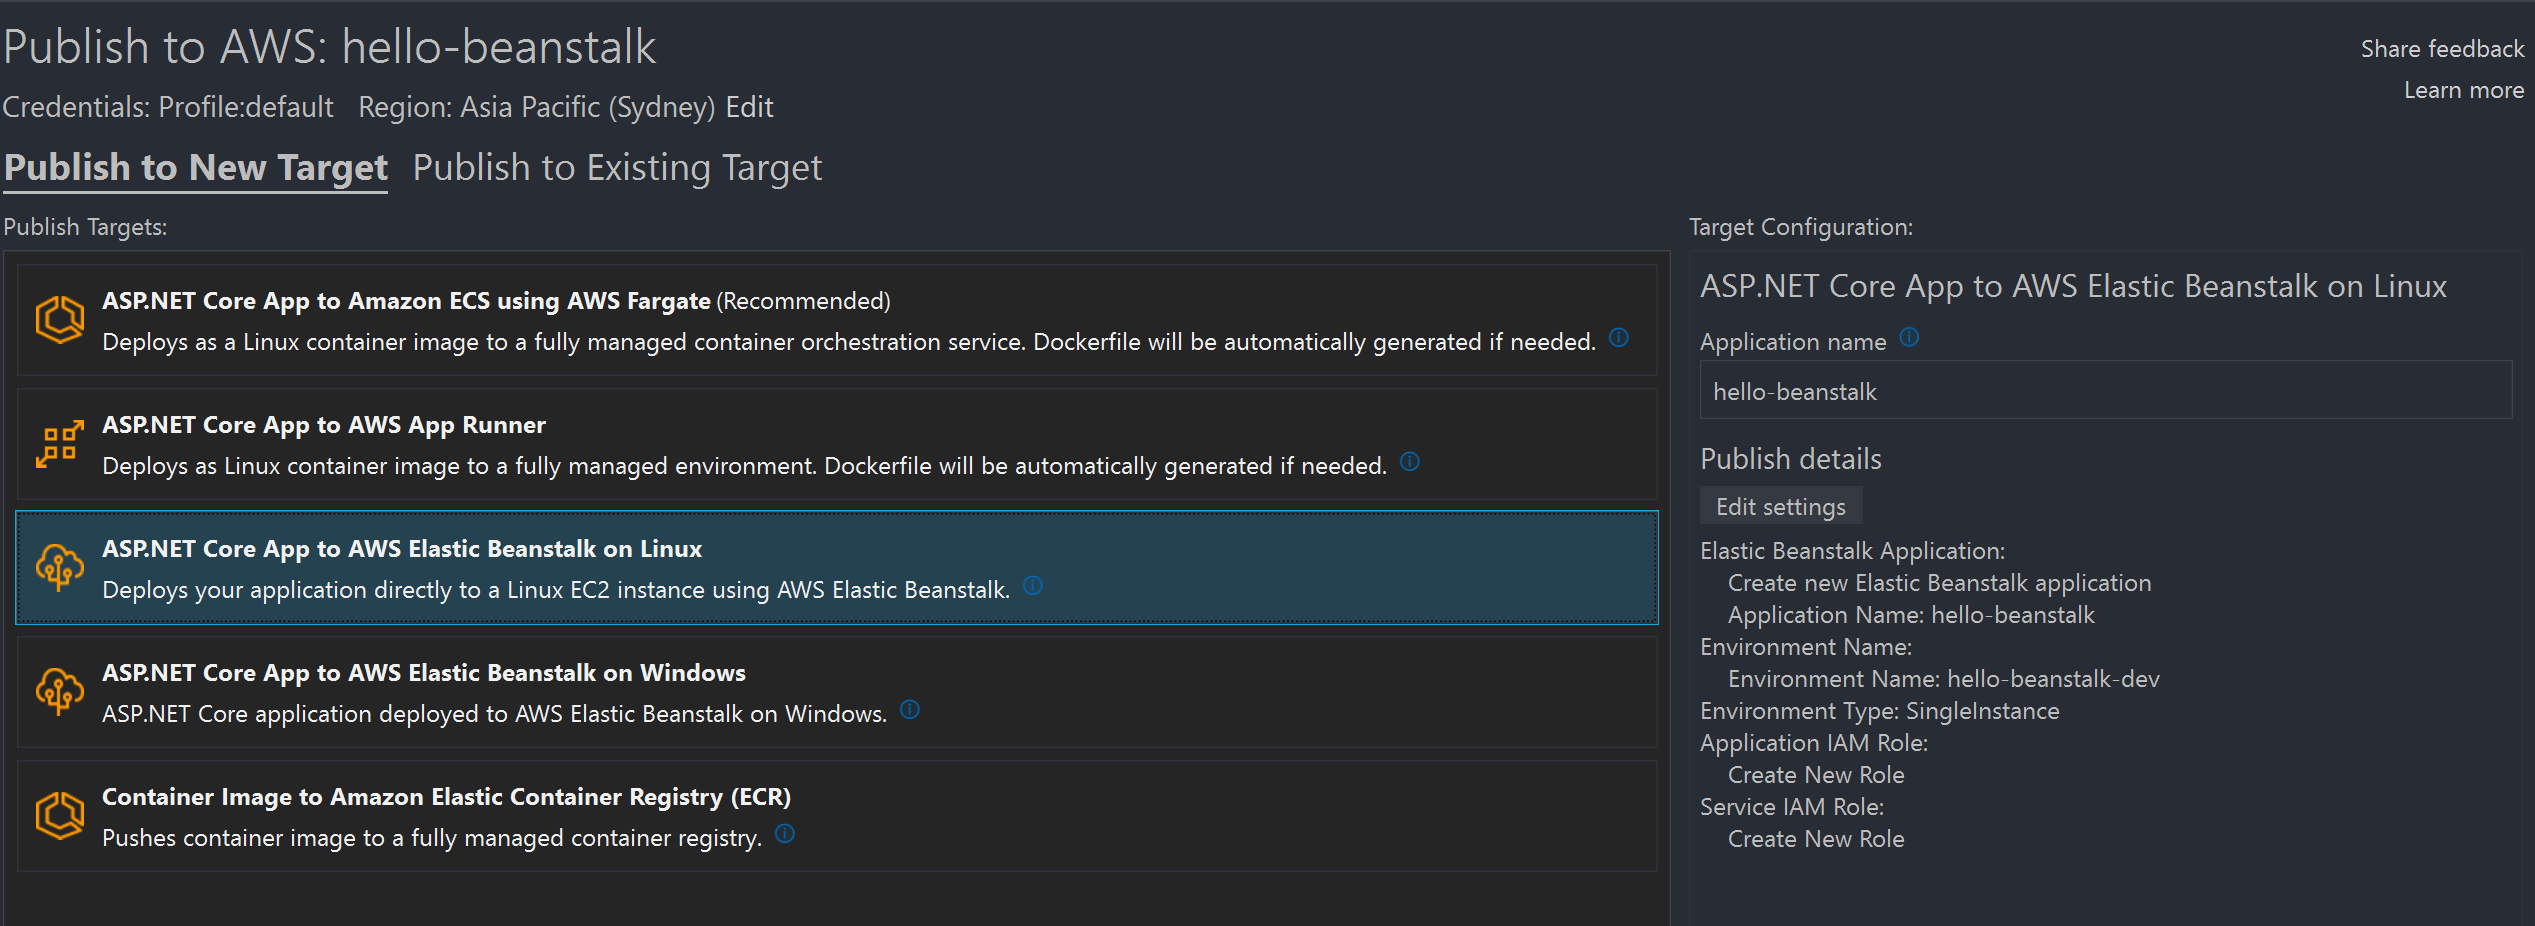 Publish to AWS: hello-beanstalk
Share feedback
Learn more
Credentials: Profile:default Region: Asia Pacific (Sydney) Edit
Publish to New Target Publish to Existing Target
Publish Targets:
ASP.NET Core App to Amazon ECS using AWS Fargate (Recommended)
Deploys as a Linux container image to a fully managed container orchestration service. Dockerfile will be automatically generated if needed.
ASP.NET Core App to AWS App Runner
Deploys as Linux container image to a fully managed environment. Dockerfile will be automatically generated if needed.
ASP.NET Core App to AWS Elastic Beanstalk on Linux
Deploys your application directly to a Linux EC2 instance using AWS Elastic Beanstalk.
ASP.NET Core App to AWS Elastic Beanstalk on Windows
ASP.NET Core application deployed to AWS Elastic Beanstalk on Windows.
Container Image to Amazon Elastic Container Registry (ECR)
Pushes container image to a fully managed container registry.
Target Configuration:
ASP.NET Core App to AWS Elastic Beanstalk on Linux
Application name
hello-beanstalk
Publish details
Edit settings
Elastic Beanstalk Application:
Create new Elastic Beanstalk application
Application Name: hello-beanstalk
Environment Name:
Environment Name: hello-beanstalk-dev
Environment Type: SingleInstance
Application IAM Role:
Create New Role
Service IAM Role:
Create New Role